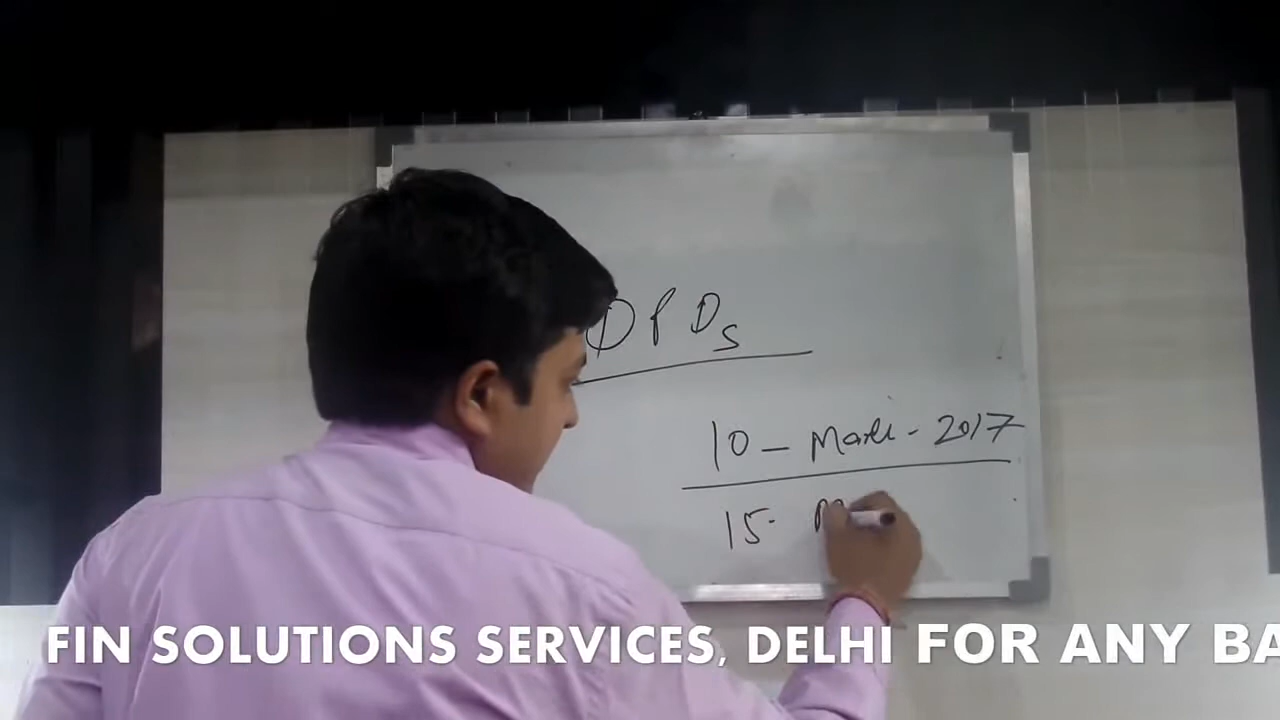 DPDs
10 - March - 2017
15. M
FIN SOLUTIONS SERVICES, DELHI FOR ANY BA